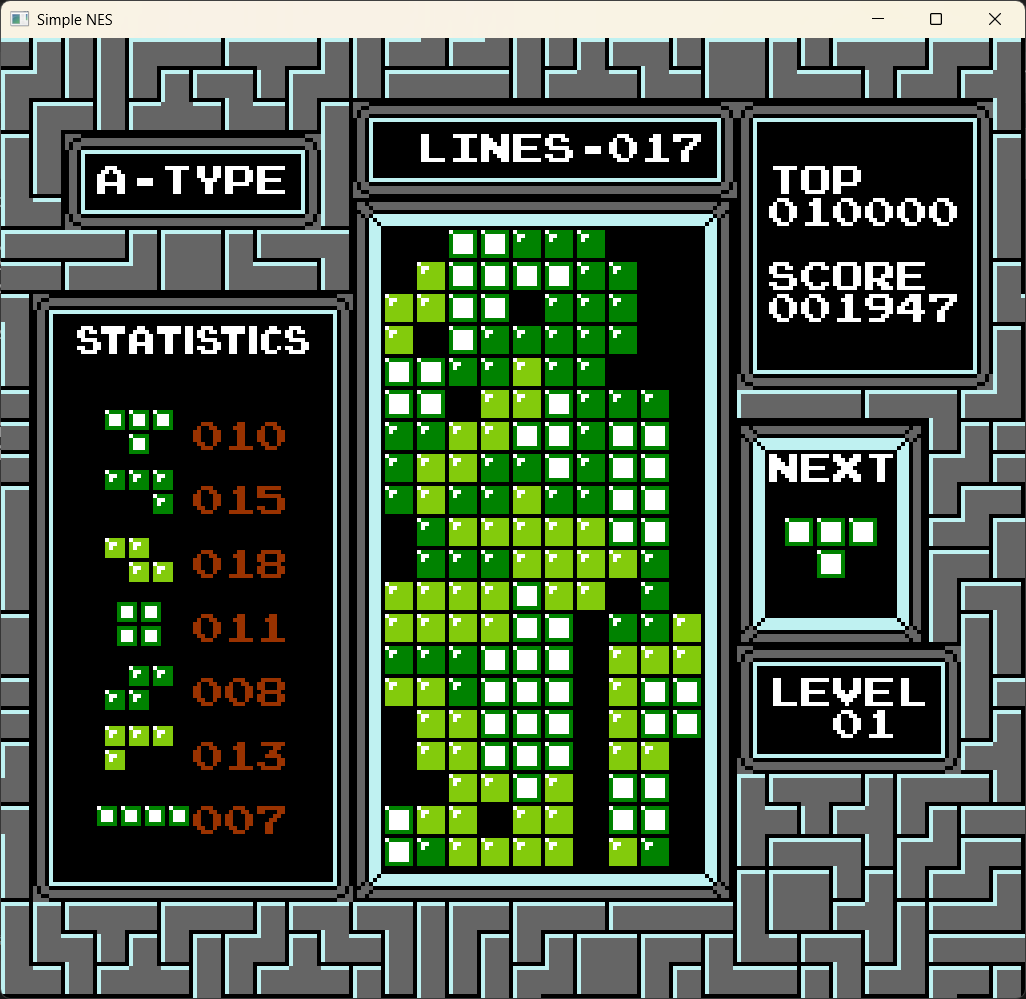 Simple NES
LINES-017
A-TYPE
TOP
010000
SCORE
001947
STATISTICS
010
015
018
011
008
013
007
NEXT
LEVEL
01